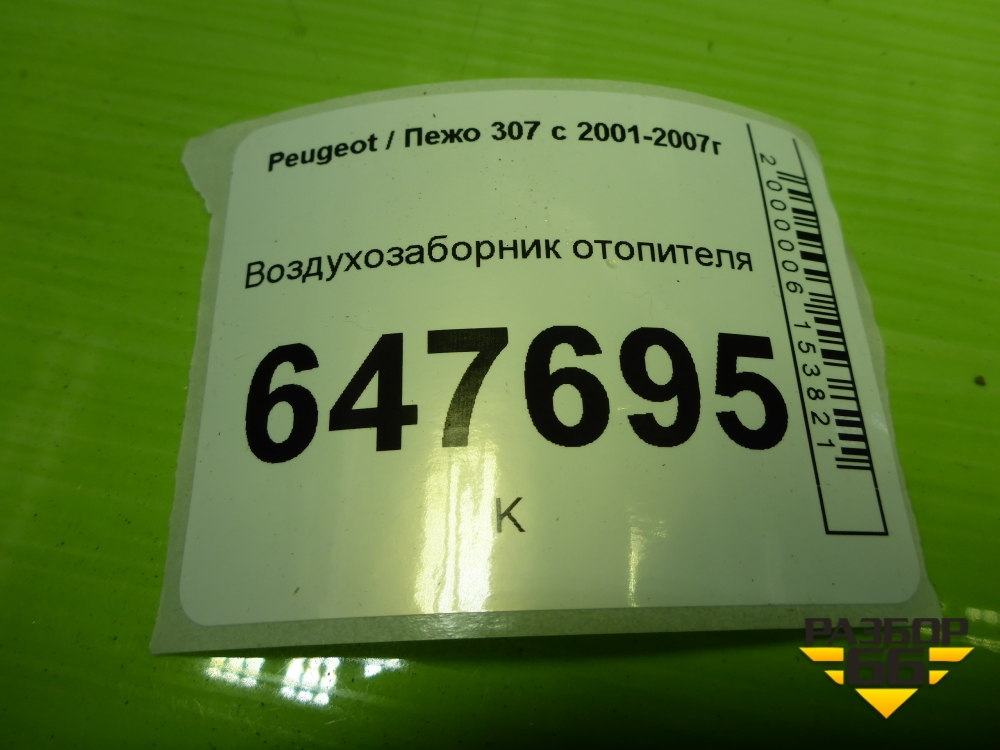 Peugeot / Пежо 307 с 2001-2007г
Воздухозаборник отопителя
647695
К
2000006153821
РАЗБОР
66